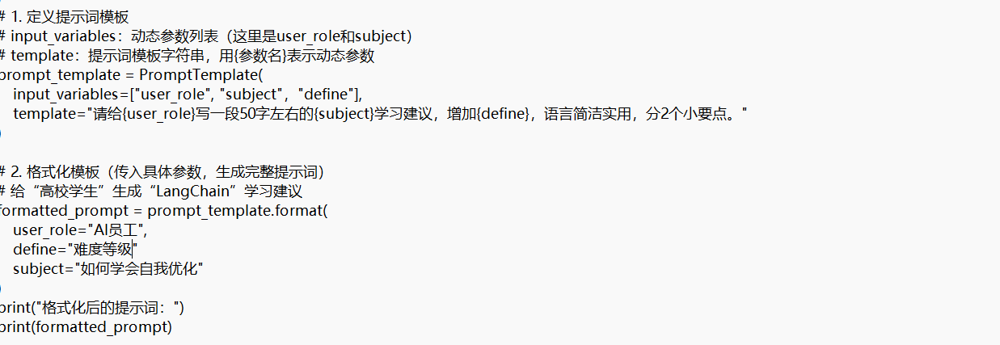 # 1. 定义提示词模板
# input_variables：动态参数列表（这里是user_role和subject）
# template：提示词模板字符串，用{参数名}表示动态参数
prompt_template = PromptTemplate(
input_variables=["user_role", "subject"，"define"],
template="请给{user_role}写一段50字左右的{subject}学习建议，增加{define}，语言简洁实用，分2个小要点。"
)
# 2. 格式化模板（传入具体参数，生成完整提示词）
# 给“高校学生”生成“LangChain”学习建议
formatted_prompt = prompt_template.format(
user_role="AI员工",
define="难度等级"
subject="如何学会自我优化"
)
print("格式化后的提示词：")
print(formatted_prompt)